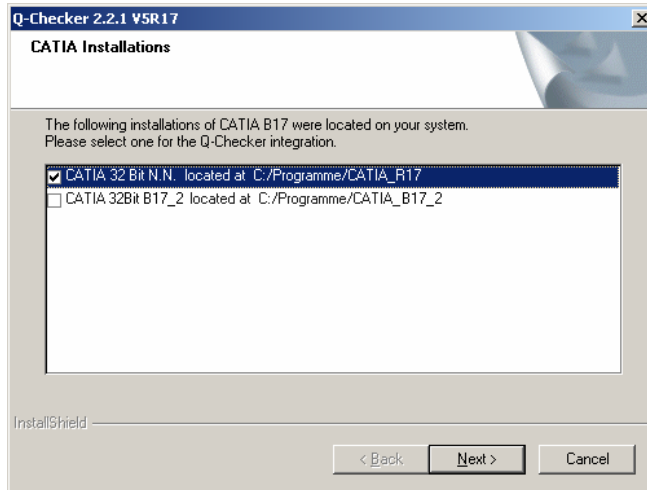 Q-Checker 2.2.1 V5R17
CATIA Installations
The following installations of CATIA B17 were located on your system.
Please select one for the Q-Checker integration.
CATIA 32 Bit N.N. located at C:/Programme/CATIA_R17
CATIA 32Bit B17_2 located at C:/Programme/CATIA_B17_2
InstallShield
< Back
Next >
Cancel